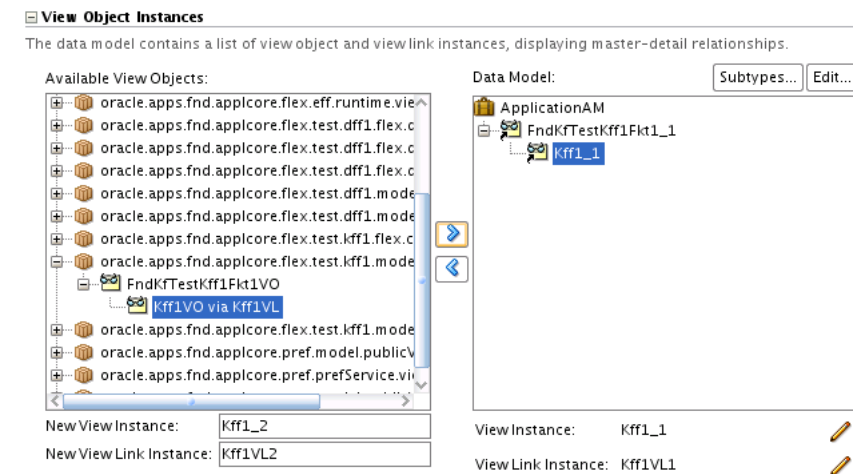 View Object Instances
The data model contains a list of view object and view link instances, displaying master-detail relationships.
Available View Objects:
oracle.apps.fnd.applcore.flex.eff.runtime.vie
oracle.apps.fnd.applcore.flex.test.dff1.flex.c
oracle.apps.fnd.applcore.flex.test.dff1.flex.c
oracle.apps.fnd.applcore.flex.test.dff1.flex.c
oracle.apps.fnd.applcore.flex.test.dff1.mode
oracle.apps.fnd.applcore.flex.test.dff1.mode
oracle.apps.fnd.applcore.flex.test.kff1.flex.c
oracle.apps.fnd.applcore.flex.test.kff1.mode
FndKfTestKff1Fkt1VO
Kff1VO via Kff1VL
oracle.apps.fnd.applcore.flex.test.kff1.mode
oracle.apps.fnd.applcore.pref.model.publicV
oracle.apps.fnd.applcore.pref.prefService.vi
New View Instance: Kff1_2
New View Link Instance: Kff1VL2
Data Model: Subtypes... Edit...
ApplicationAM
FndKfTestKff1Fkt1_1
Kff1_1
View Instance: Kff1_1
View Link Instance: Kff1VL1